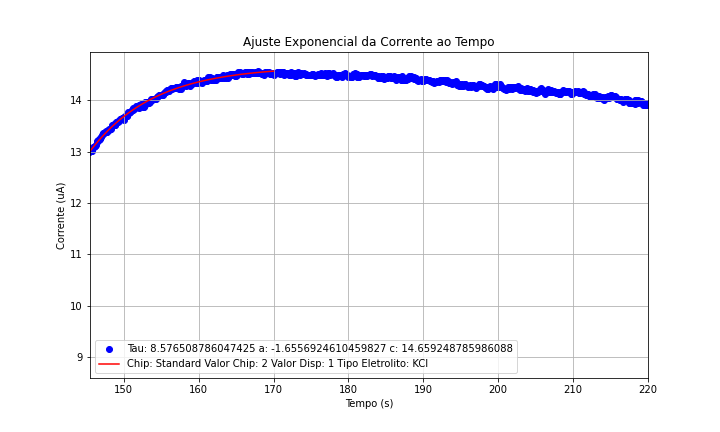 Ajuste Exponencial da Corrente ao Tempo
Corrente (uA)
14
13
12
11
10
9
Tau: 8.576508786047425 a: -1.6556924610459827 c: 14.659248785986088
Chip: Standard Valor Chip: 2 Valor Disp: 1 Tipo Eletrolito: KCl
150 160 170 180 190 200 210 220
Tempo (s)